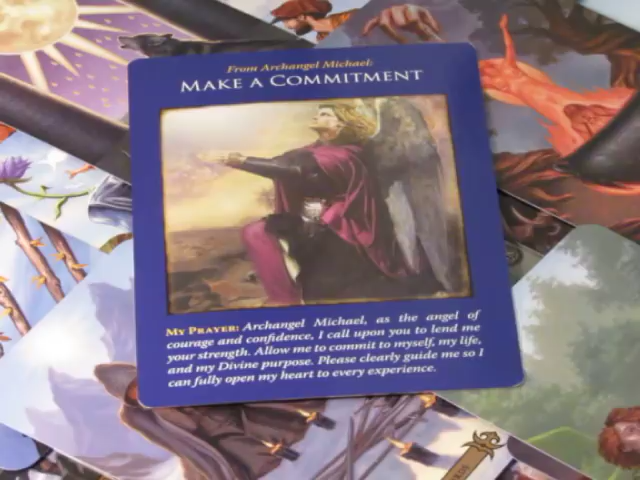 From Archangel Michael:
MAKE A COMMITMENT
MY PRAYER: Archangel Michael, as the angel of
courage and confidence, I call upon you to lend me
your strength. Allow me to commit to myself, my life,
and my Divine purpose. Please clearly guide me so I
can fully open my heart to every experience.